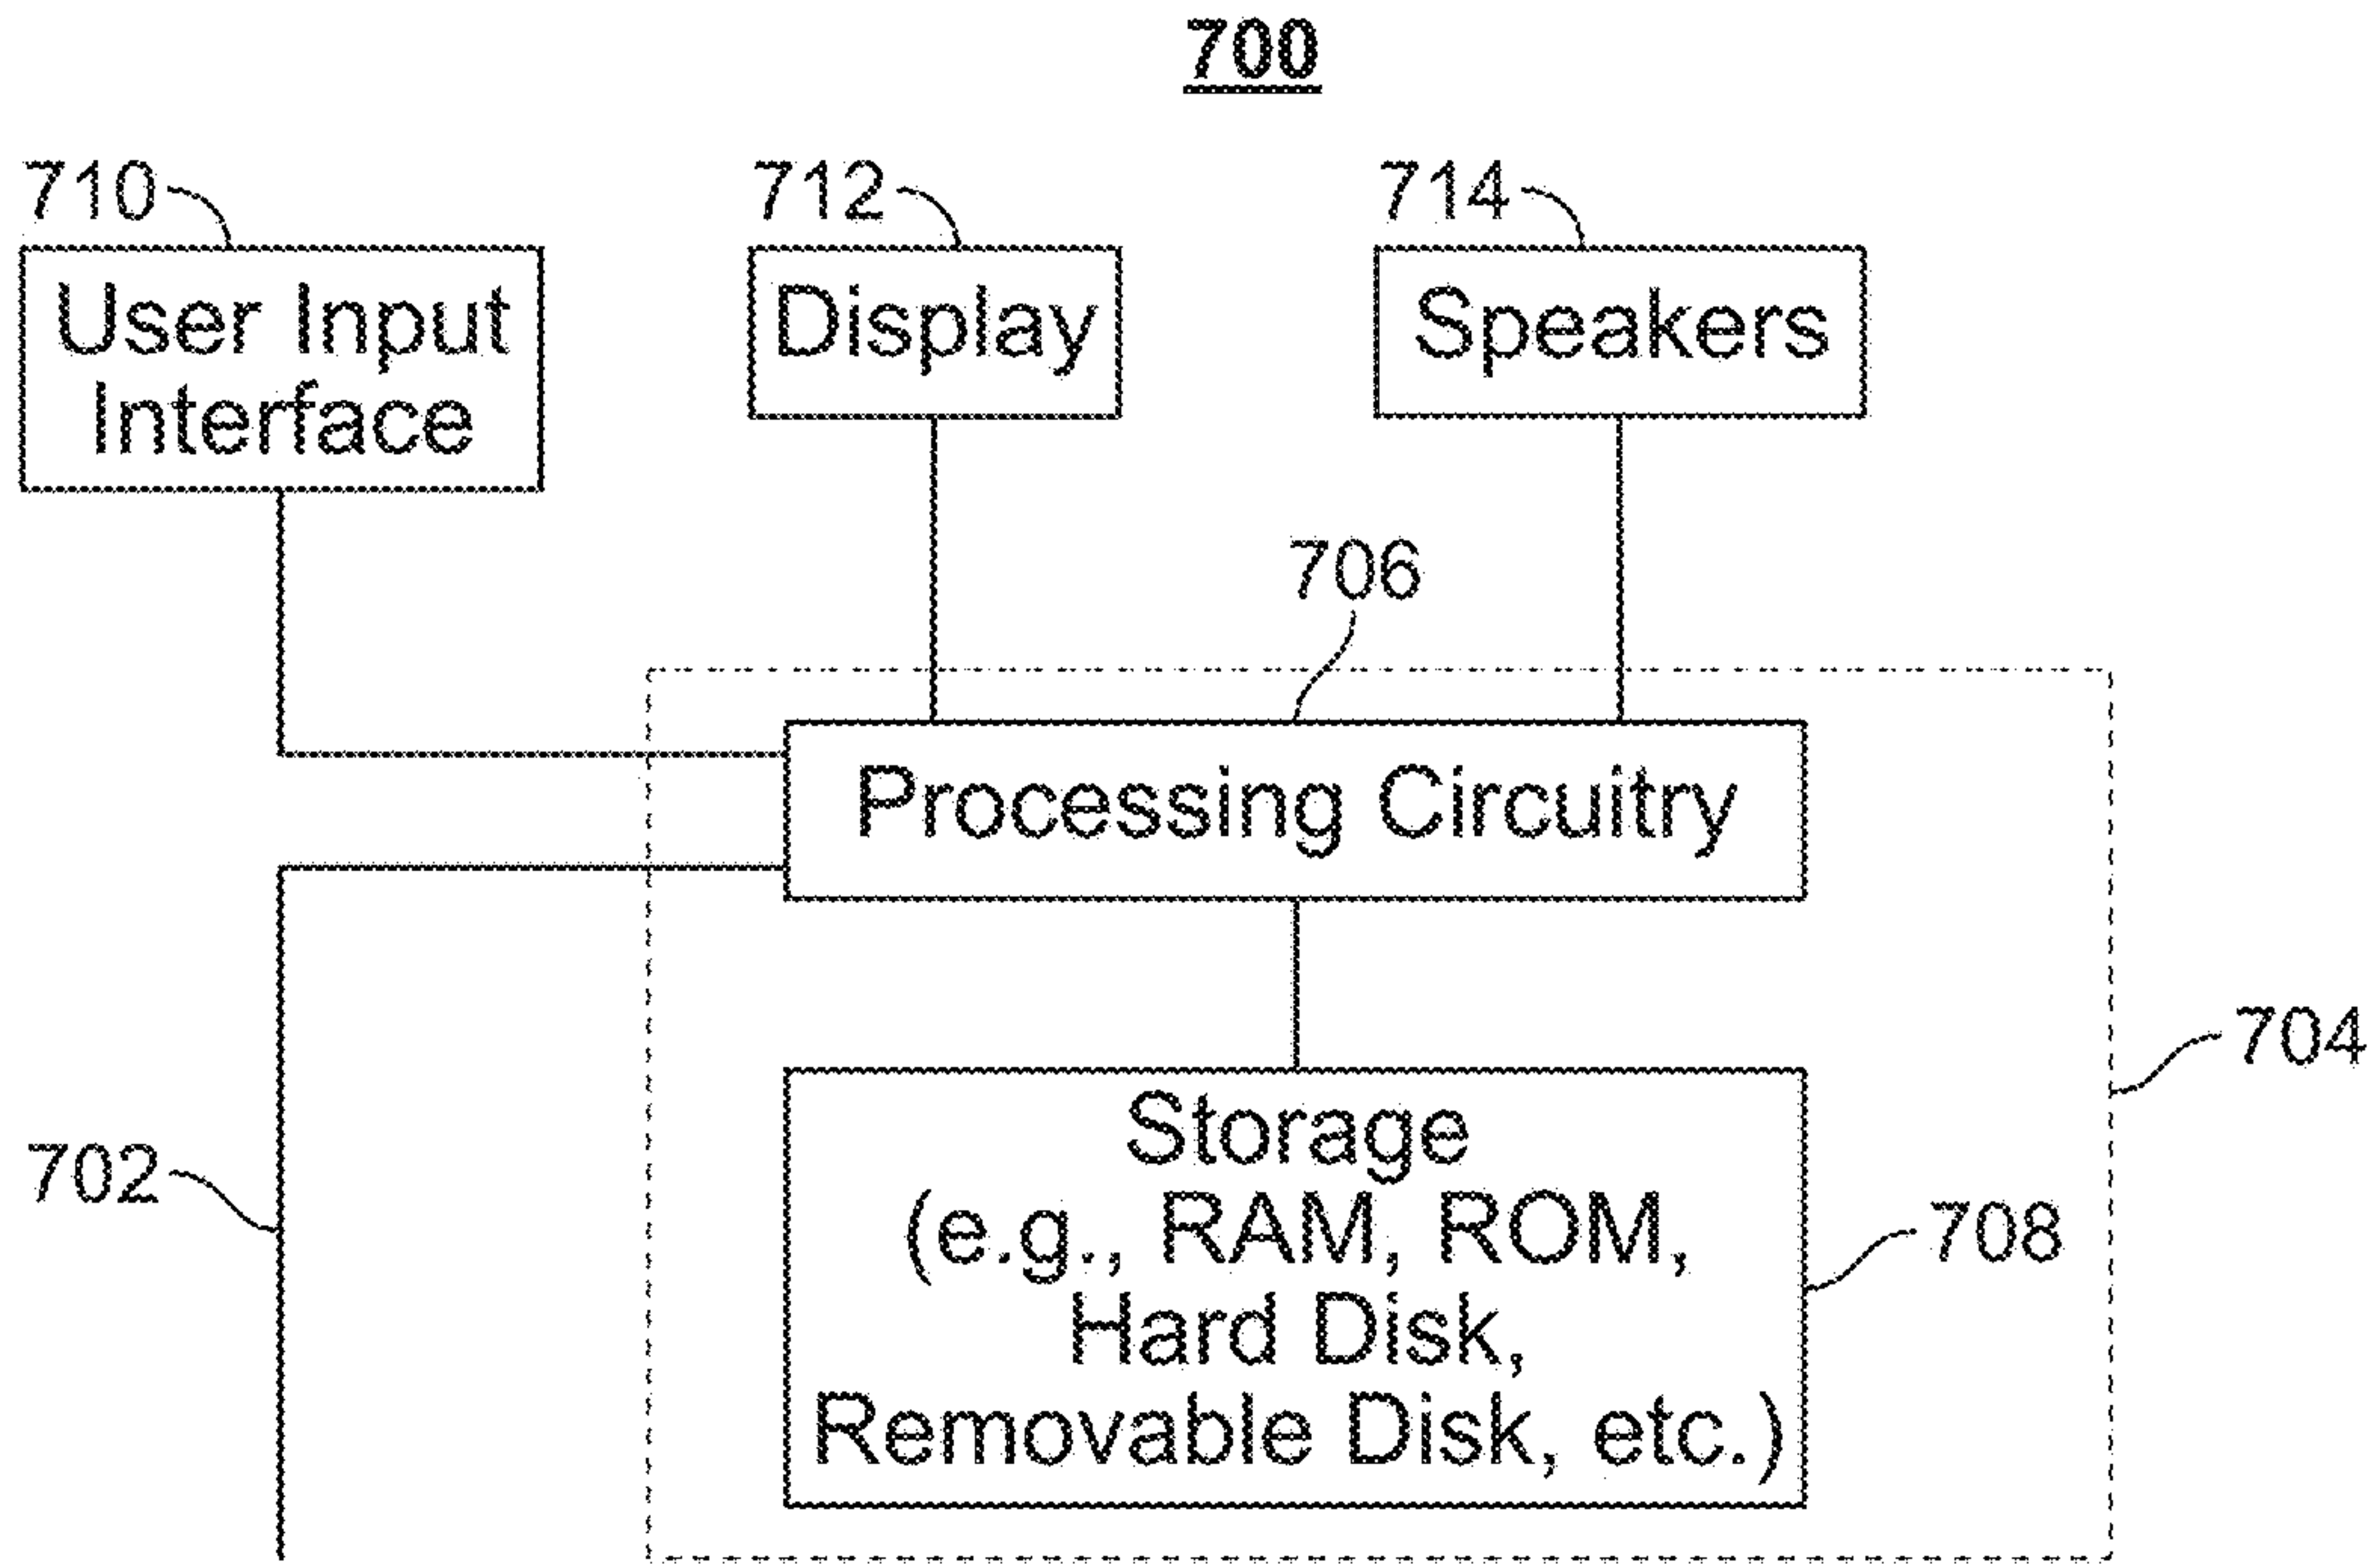 700
710
712
714
User Input
Interface
Display
Speakers
706
Processing Circuitry
704
702
Storage
(e.g., RAM, ROM,
Hard Disk,
Removable Disk, etc.)
708